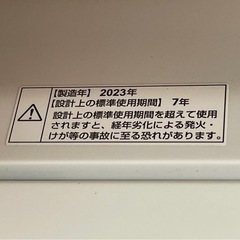 【製造年】 2023年
【設計上の標準使用期間】 7年
設計上の標準使用期間を超えて使用
されますと、経年劣化による発火・
けが等の事故に至る恐れがあります。